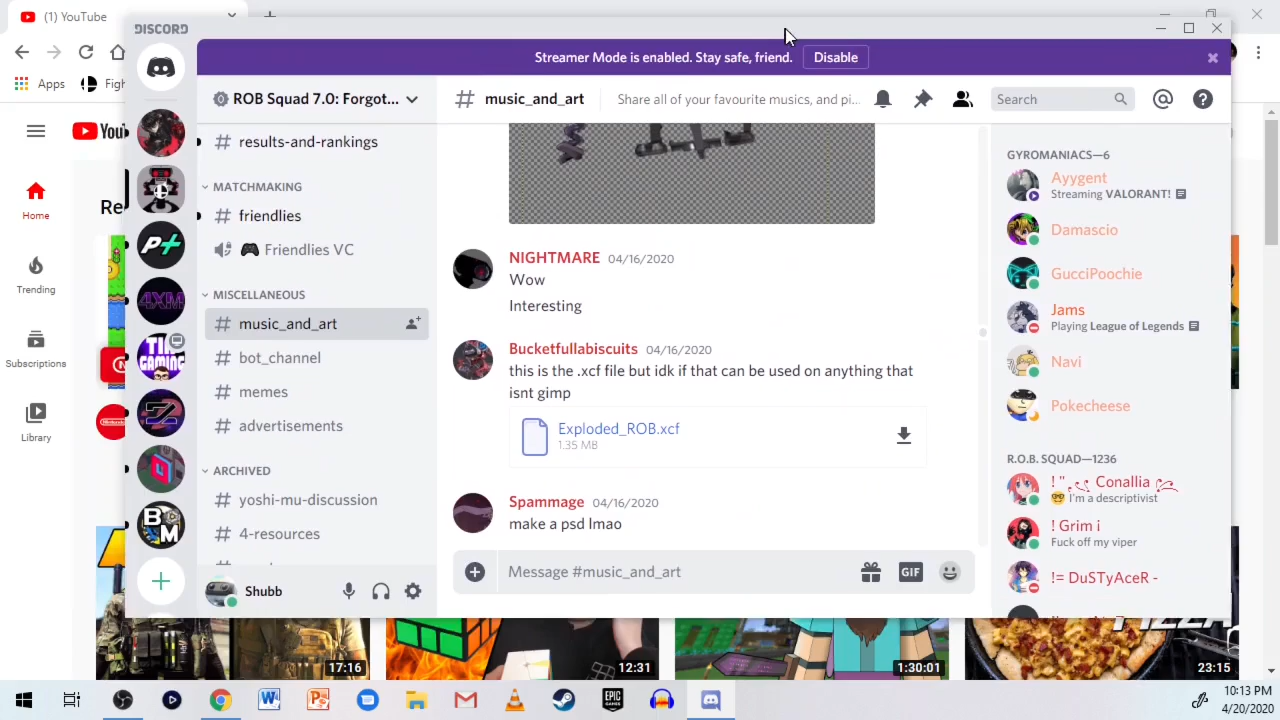 (1) YouTube
Apps
Figh
Home
Trending
Subscriptions
Library
Re
DISCORD
Streamer Mode is enabled. Stay safe, friend.
Disable
ROB Squad 7.0: Forgot...
results-and-rankings
MATCHMAKING
friendlies
Friendlies VC
MISCELLANEOUS
music_and_art
bot_channel
memes
advertisements
ARCHIVED
yoshi-mu-discussion
4-resources
Shubb
music_and_art
Share all of your favourite musics, and pi...
Search
NIGHTMARE 04/16/2020
Wow
Interesting
Bucketfullabiscuits 04/16/2020
this is the .xcf file but idk if that can be used on anything that
isnt gimp
Exploded_ROB.xcf
1.35 MB
Spammage 04/16/2020
make a psd lmao
Message #music_and_art
GIF
GYROMANIACS—6
Ayygent
Streaming VALORANT!
Damascio
GucciPoochie
Jams
Playing League of Legends
Navi
Pokecheese
R.O.B. SQUAD—1236
Conallia
I'm a descriptivist
! Grim i
Fuck off my viper
!= DuSTyAceR -
17:16
12:31
1:30:01
23:15
10:13 PM
4/20/2020